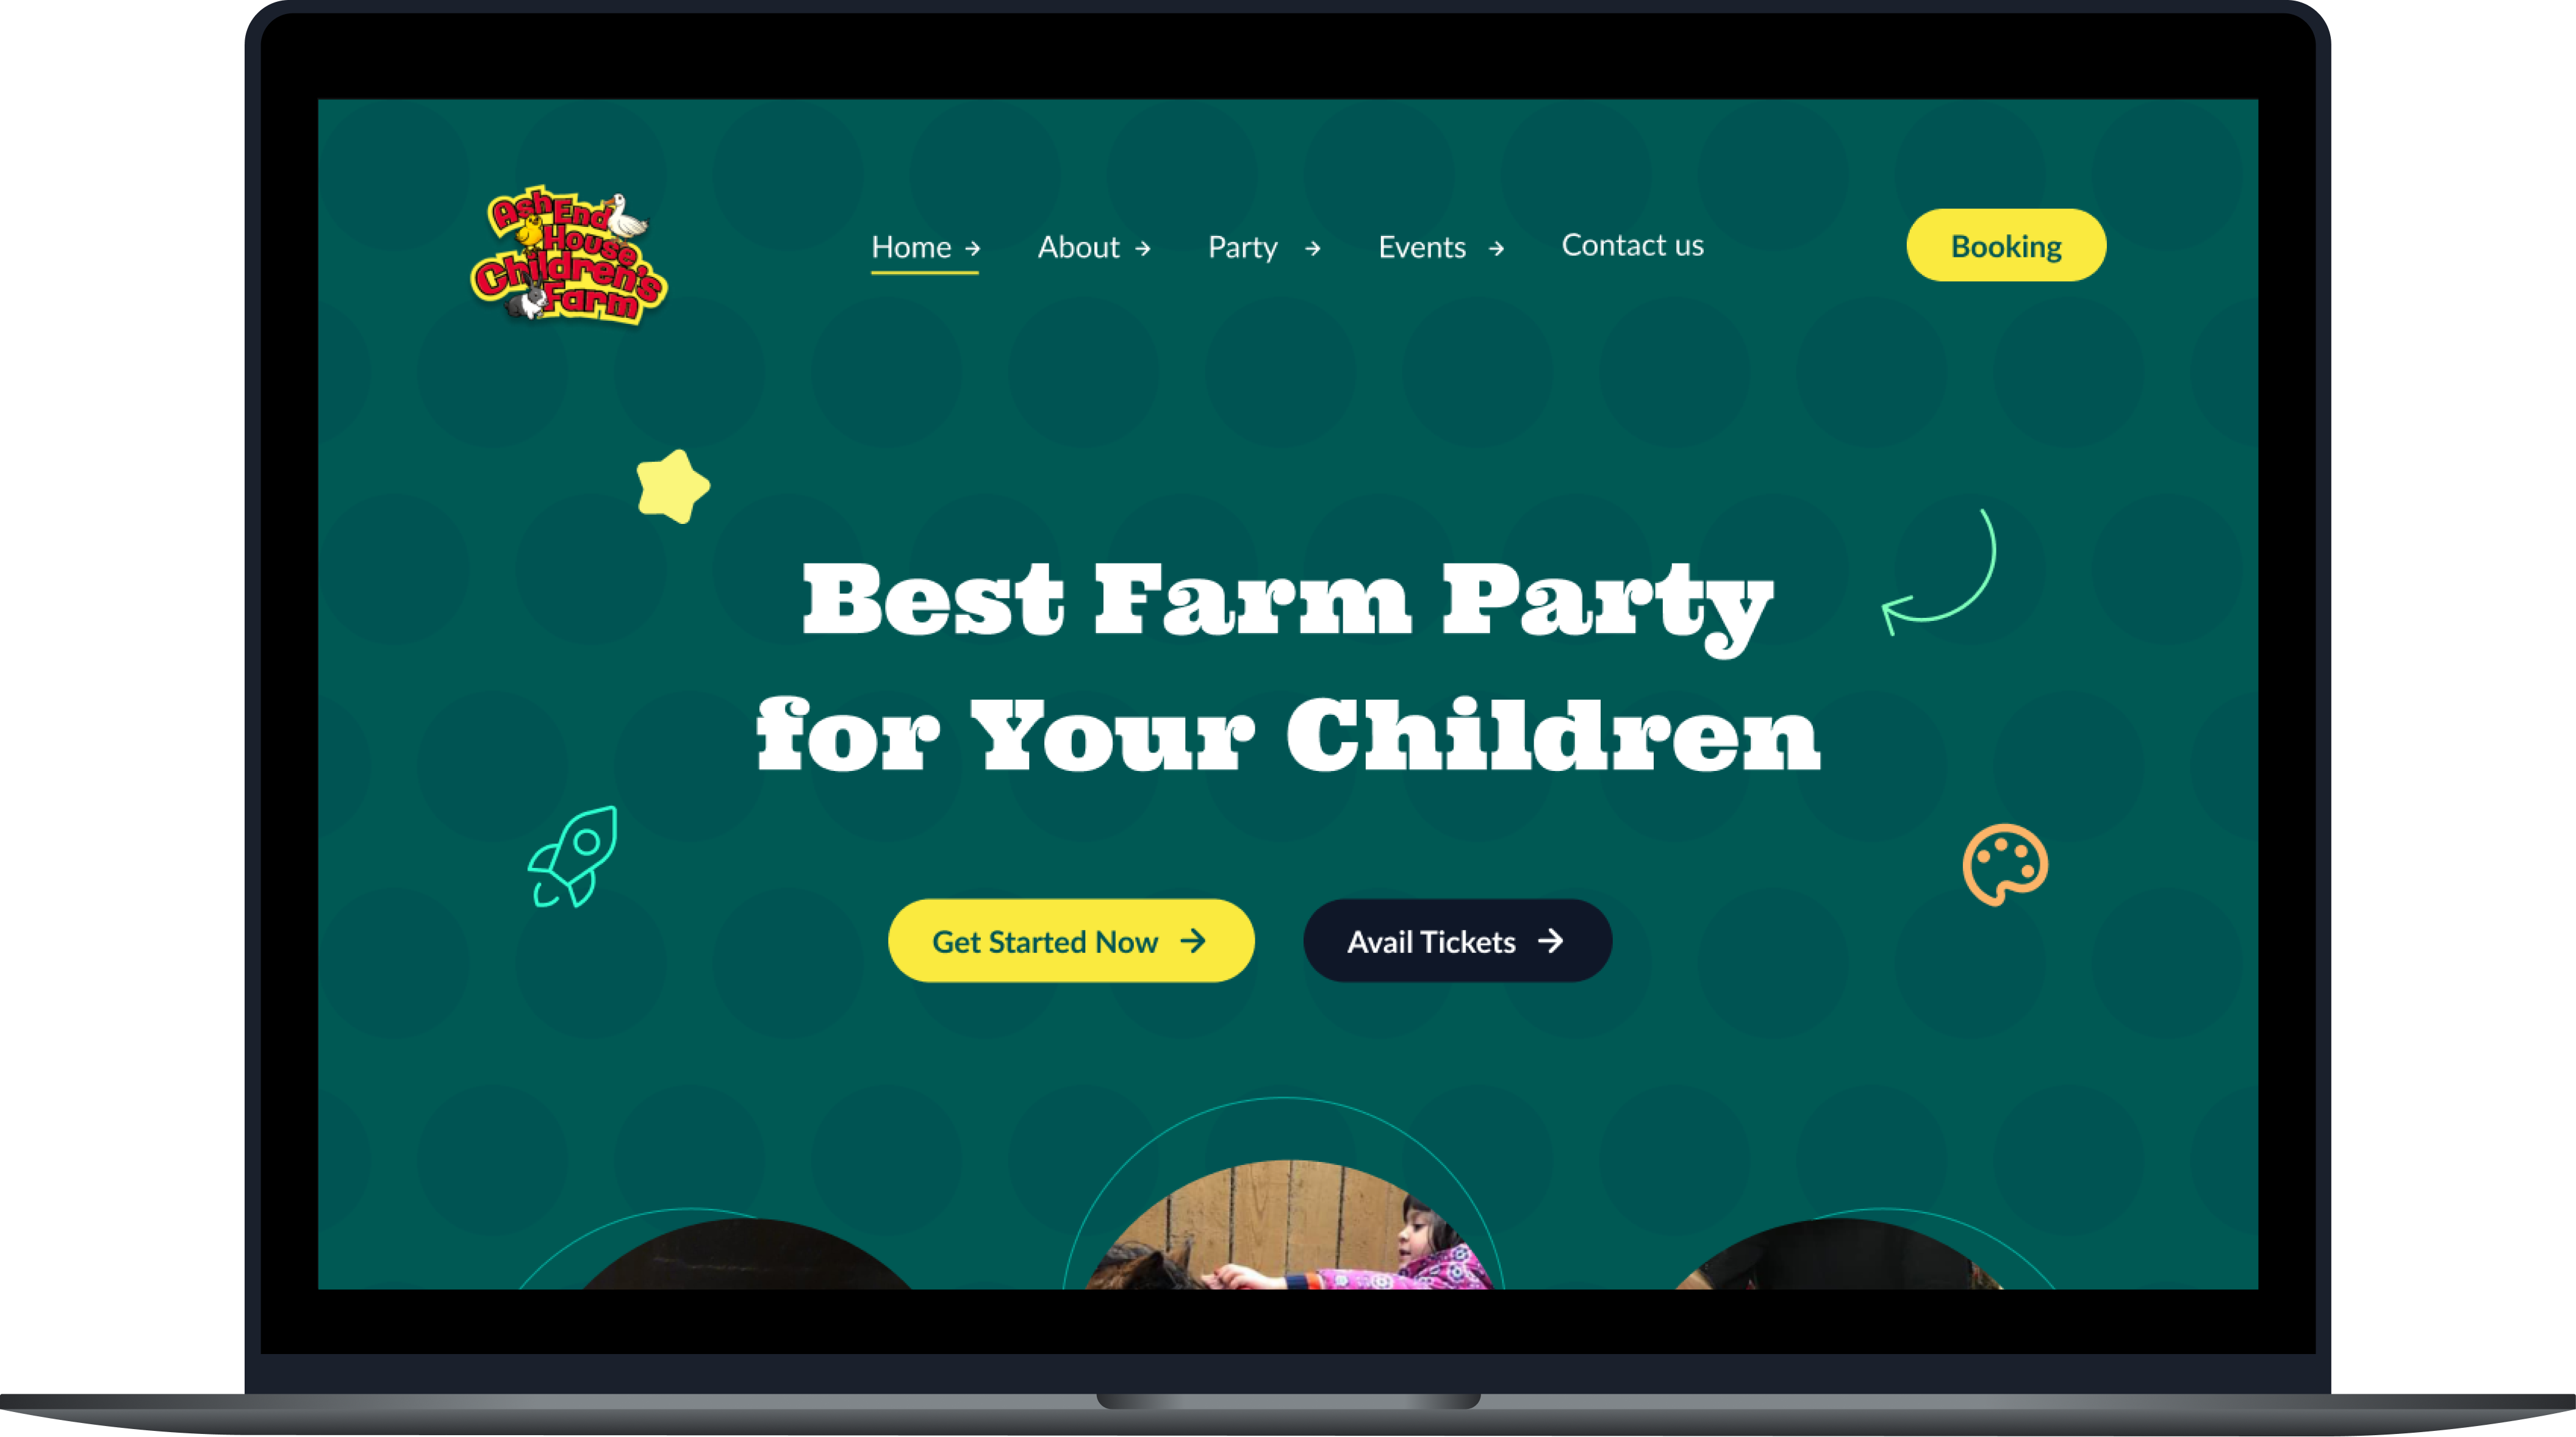 Ash End
House
Children's
Farm
Home
About
Party
Events
Contact us
Booking
Best Farm Party
for Your Children
Get Started Now
Avail Tickets